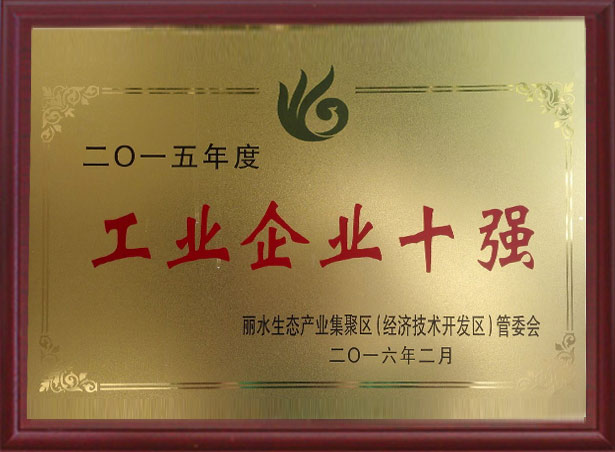 二〇一五年度
工业企业十强
丽水生态产业集聚区(经济技术开发区)管委会
二〇一六年二月